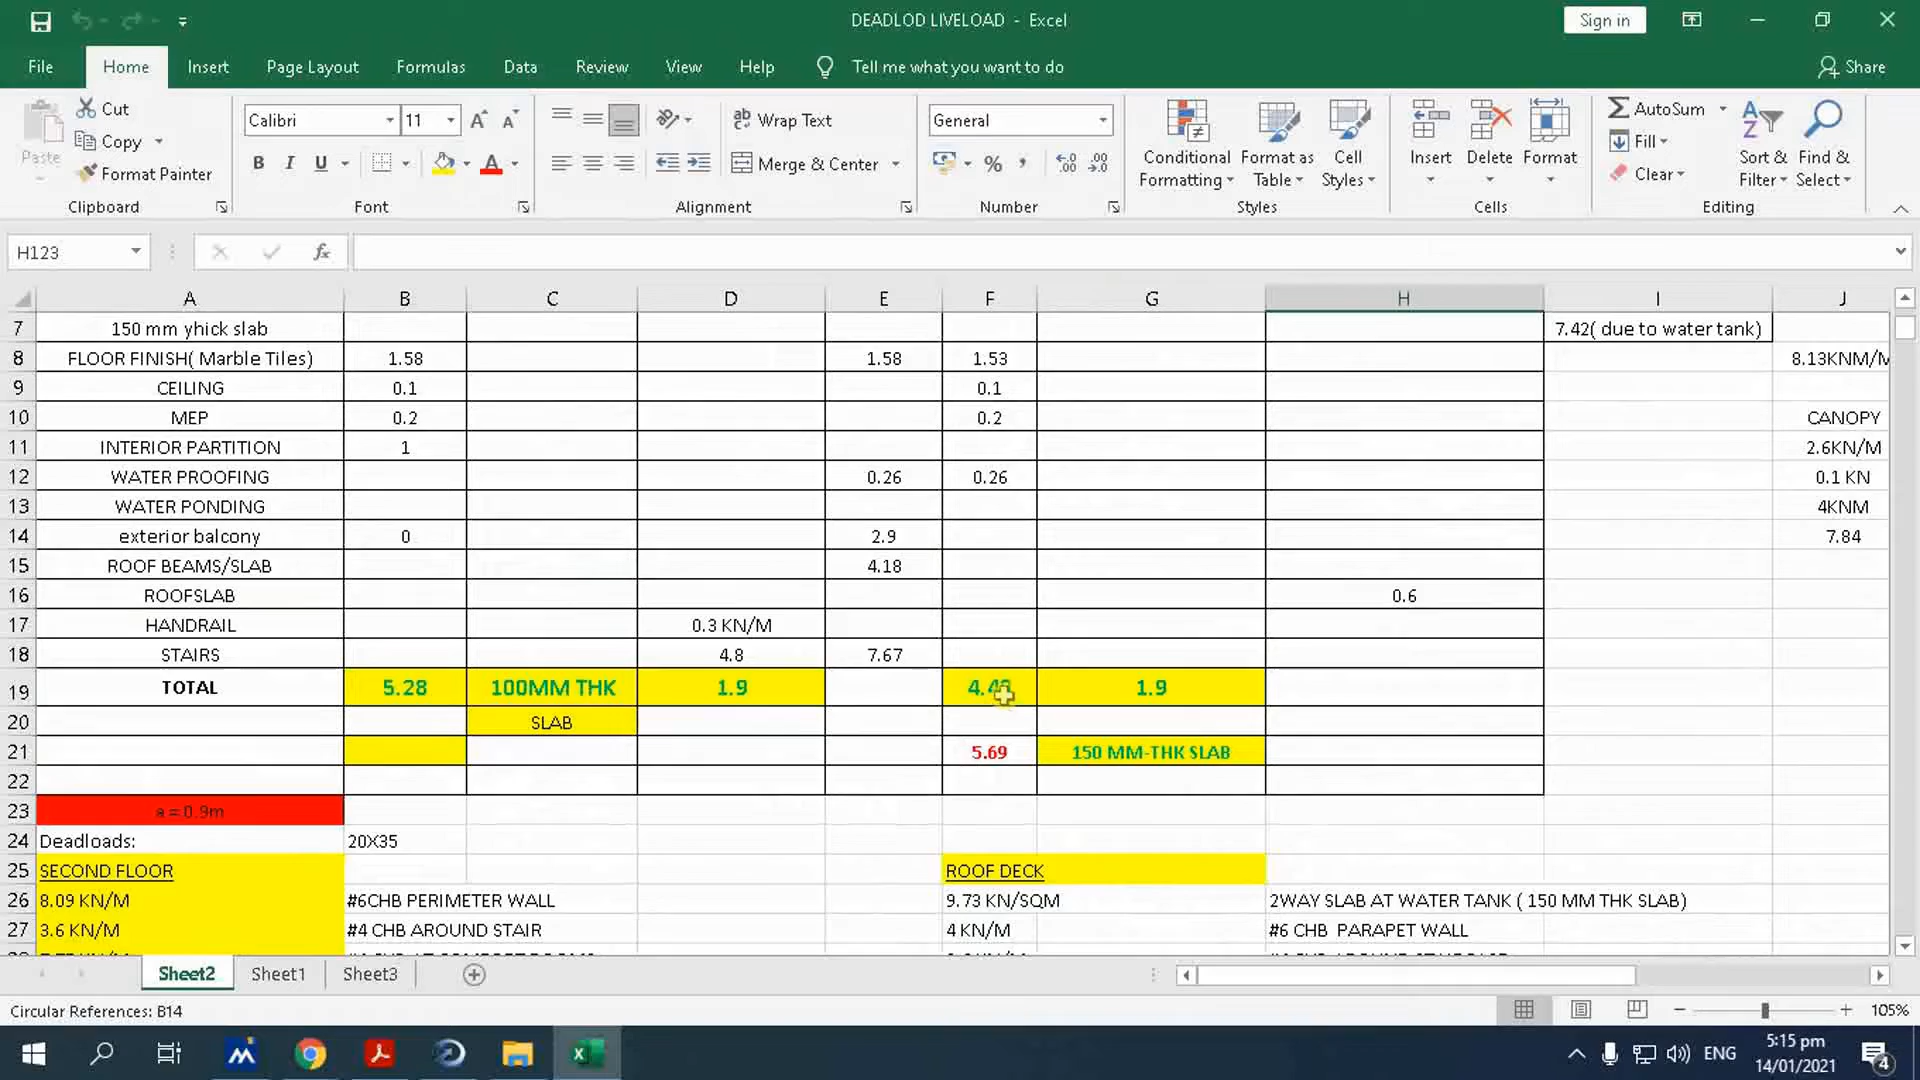 DEADLOD LIVELOAD - Excel
Sign in
File Home Insert Page Layout Formulas Data Review View Help Tell me what you want to do Share
Cut
Copy
Format Painter
Paste
Clipboard
Calibri 11
B I U
Font
Wrap Text
Merge & Center
Alignment
General
Number
Conditional Formatting
Format as Table
Cell Styles
Styles
Insert Delete Format
Cells
AutoSum
Fill
Clear
Sort & Filter
Find & Select
Editing
H123 fx
A B C D E F G H I J
7 150 mm yhick slab 7.42( due to water tank)
8 FLOOR FINISH( Marble Tiles) 1.58 1.58 1.53 8.13KNM/M
9 CEILING 0.1 0.1
10 MEP 0.2 0.2 CANOPY
11 INTERIOR PARTITION 1 2.6KN/M
12 WATER PROOFING 0.26 0.26 0.1 KN
13 WATER PONDING 4KNM
14 exterior balcony 0 2.9 7.84
15 ROOF BEAMS/SLAB 4.18
16 ROOFSLAB 0.6
17 HANDRAIL 0.3 KN/M
18 STAIRS 4.8 7.67
19 TOTAL 5.28 100MM THK 1.9 1.9
20 SLAB
21 5.69 150 MM-THK SLAB
22
23 a = 0.9m
24 Deadloads: 20X35
25 SECOND FLOOR ROOF DECK
26 8.09 KN/M #6CHB PERIMETER WALL 9.73 KN/SQM 2WAY SLAB AT WATER TANK ( 150 MM THK SLAB)
27 3.6 KN/M #4 CHB AROUND STAIR 4 KN/M #6 CHB PARAPET WALL
Sheet2 Sheet1 Sheet3
Circular References: B14 105%
ENG
5:15 pm
14/01/2021
4